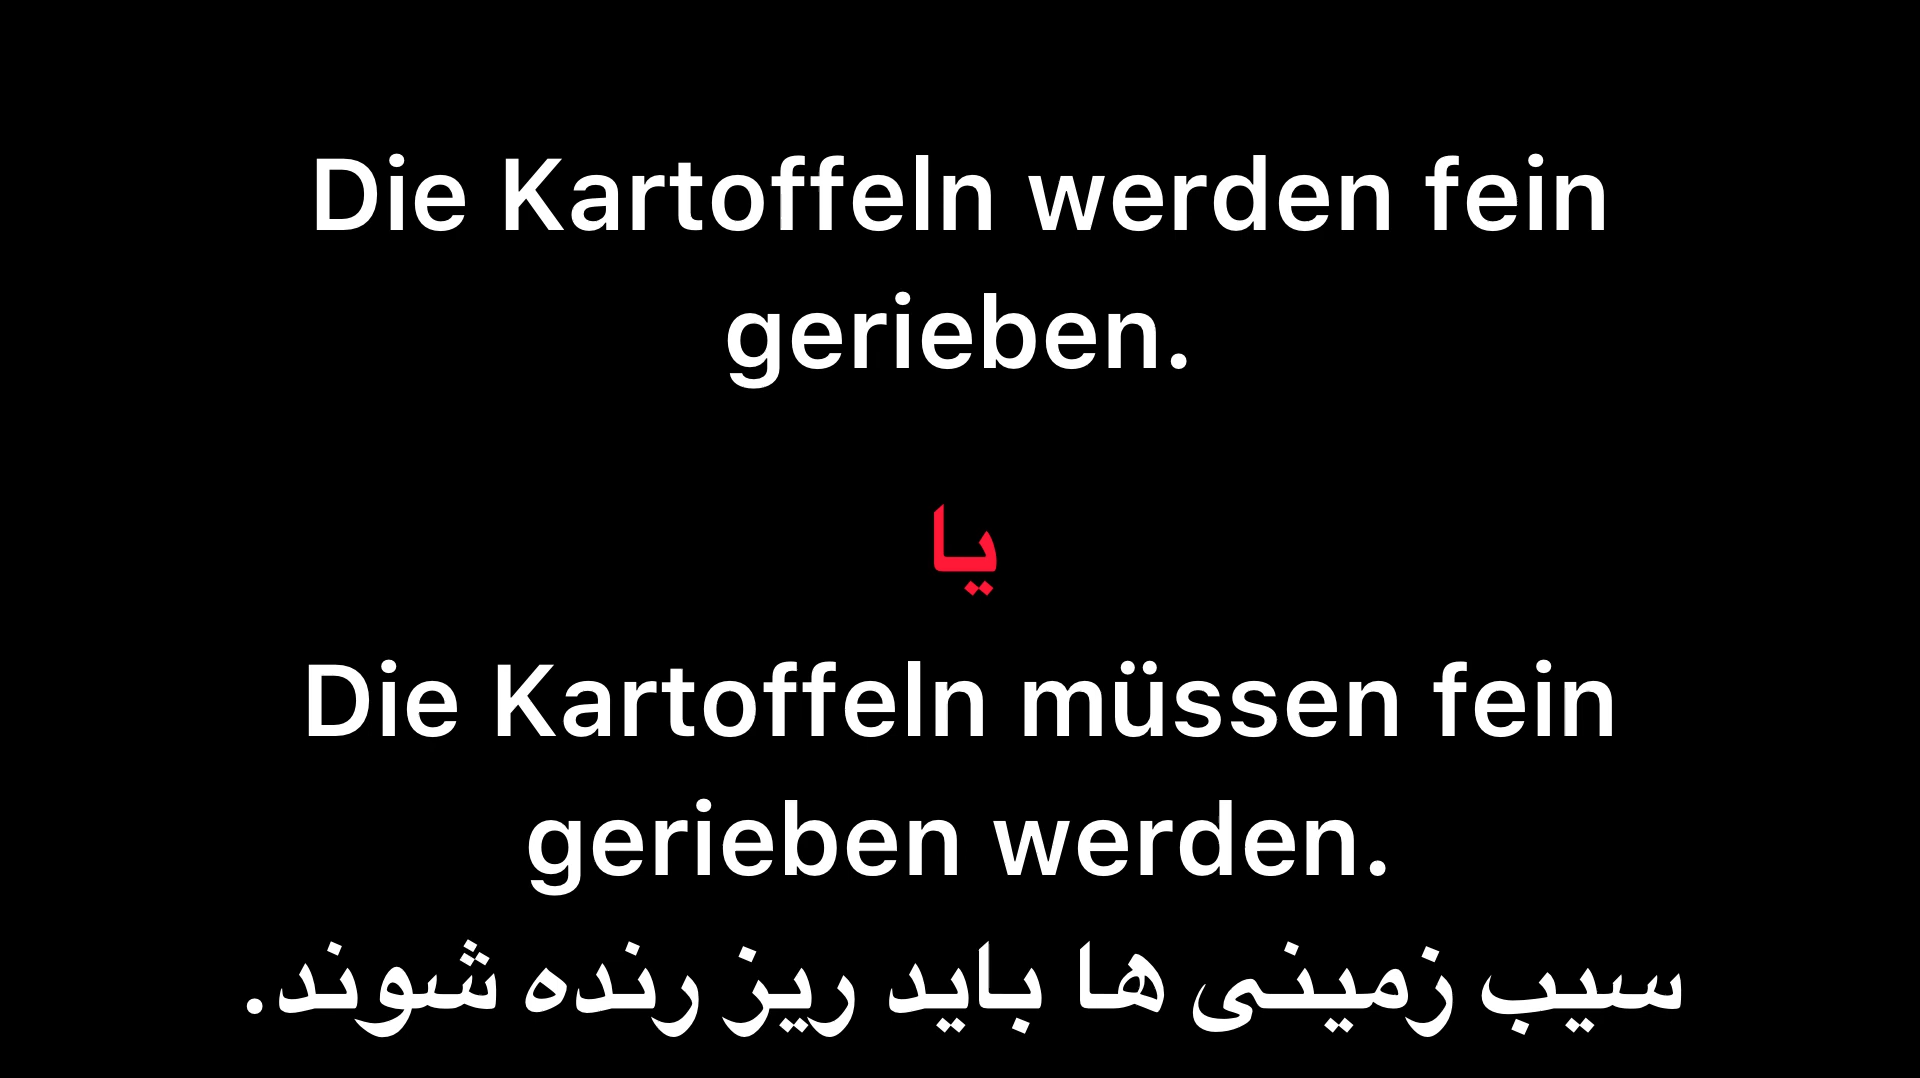 Die Kartoffeln werden fein
gerieben.
یا
Die Kartoffeln müssen fein
gerieben werden.
سیب زمینی ها باید ریز رنده شوند.